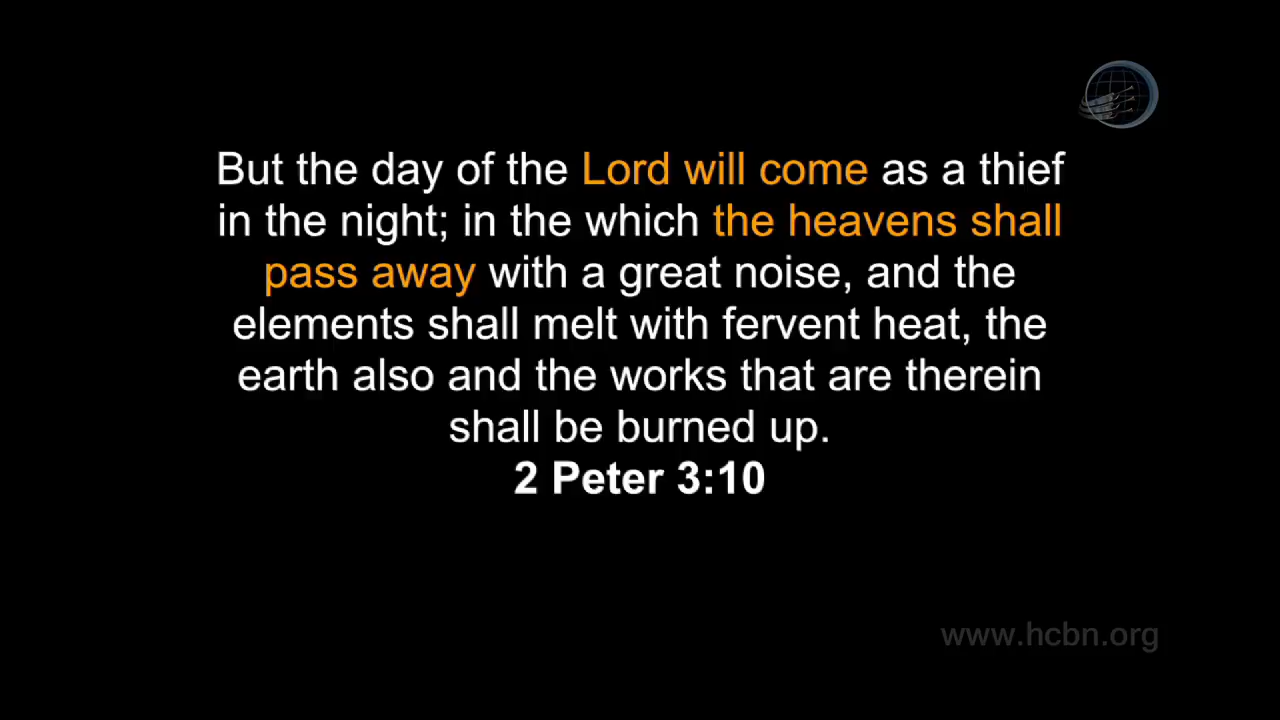 But the day of the Lord will come as a thief
in the night; in the which the heavens shall
pass away with a great noise, and the
elements shall melt with fervent heat, the
earth also and the works that are therein
shall be burned up.
2 Peter 3:10
www.hcbn.org